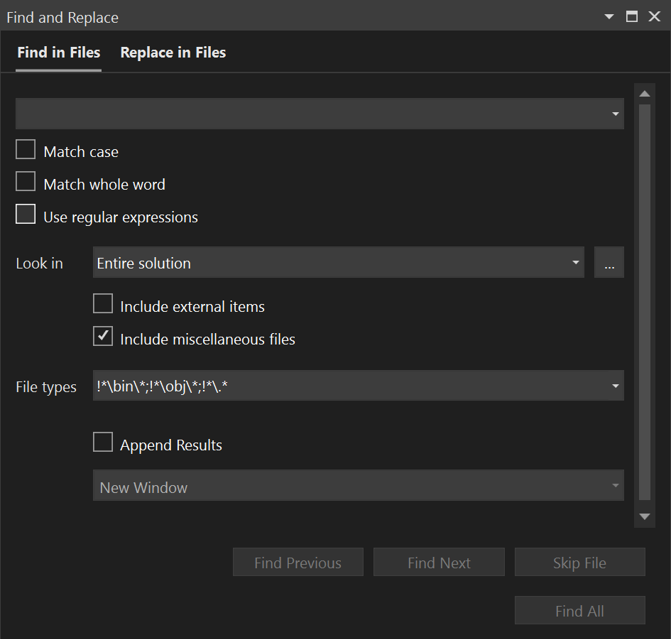 Find and Replace
Find in Files Replace in Files
Match case
Match whole word
Use regular expressions
Look in Entire solution ...
Include external items
Include miscellaneous files
File types !*\bin\*;!*\obj\*;!*\.*
Append Results
New Window
Find Previous Find Next Skip File
Find All